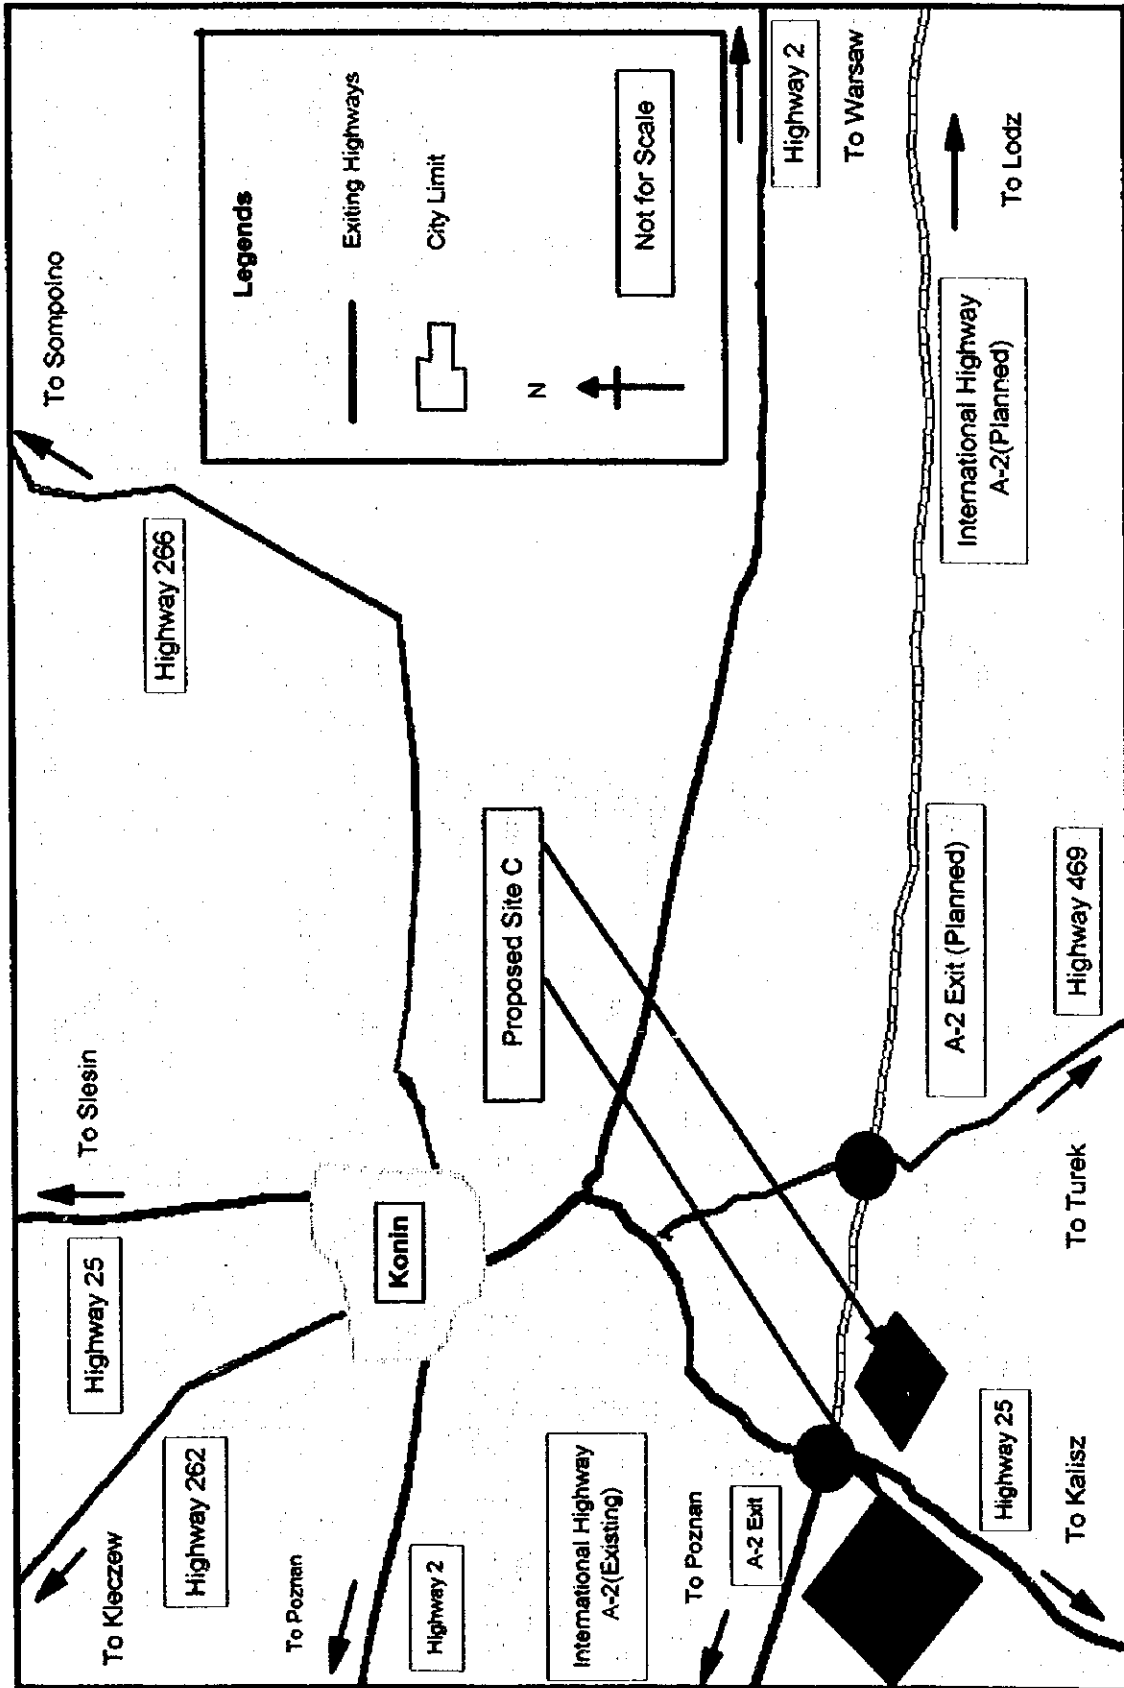 To Sompolno
To Slesin
Highway 25
To Kleczew
Highway 266
Highway 262
Legends
To Poznan
Exiting Highways
Konin
Highway 2
City Limit
Proposed Site C
N
International Highway
A-2(Existing)
Not for Scale
To Poznan
A-2 Exit
Highway 2
To Warsaw
A-2 Exit (Planned)
International Highway
A-2(Planned)
Highway 25
To Lodz
To Kalisz
To Turek
Highway 469